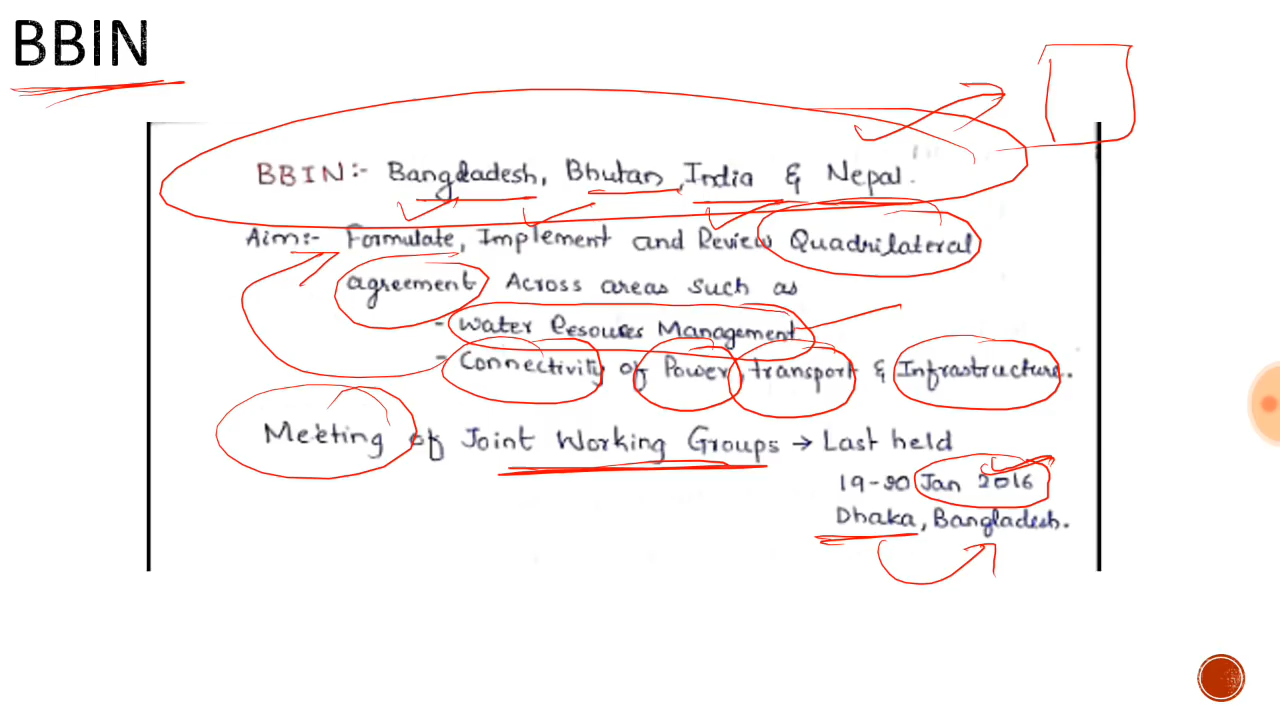 BBIN
BBIN:- Bangladesh, Bhutan, India & Nepal.
Aim:- Formulate, Implement and Review Quadrilateral
agreement Across areas such as
- Water Resources Management
- Connectivity of Power, transport & Infrastructure.
Meeting of Joint Working Groups → Last held
19-20 Jan 2016
Dhaka, Bangladesh.